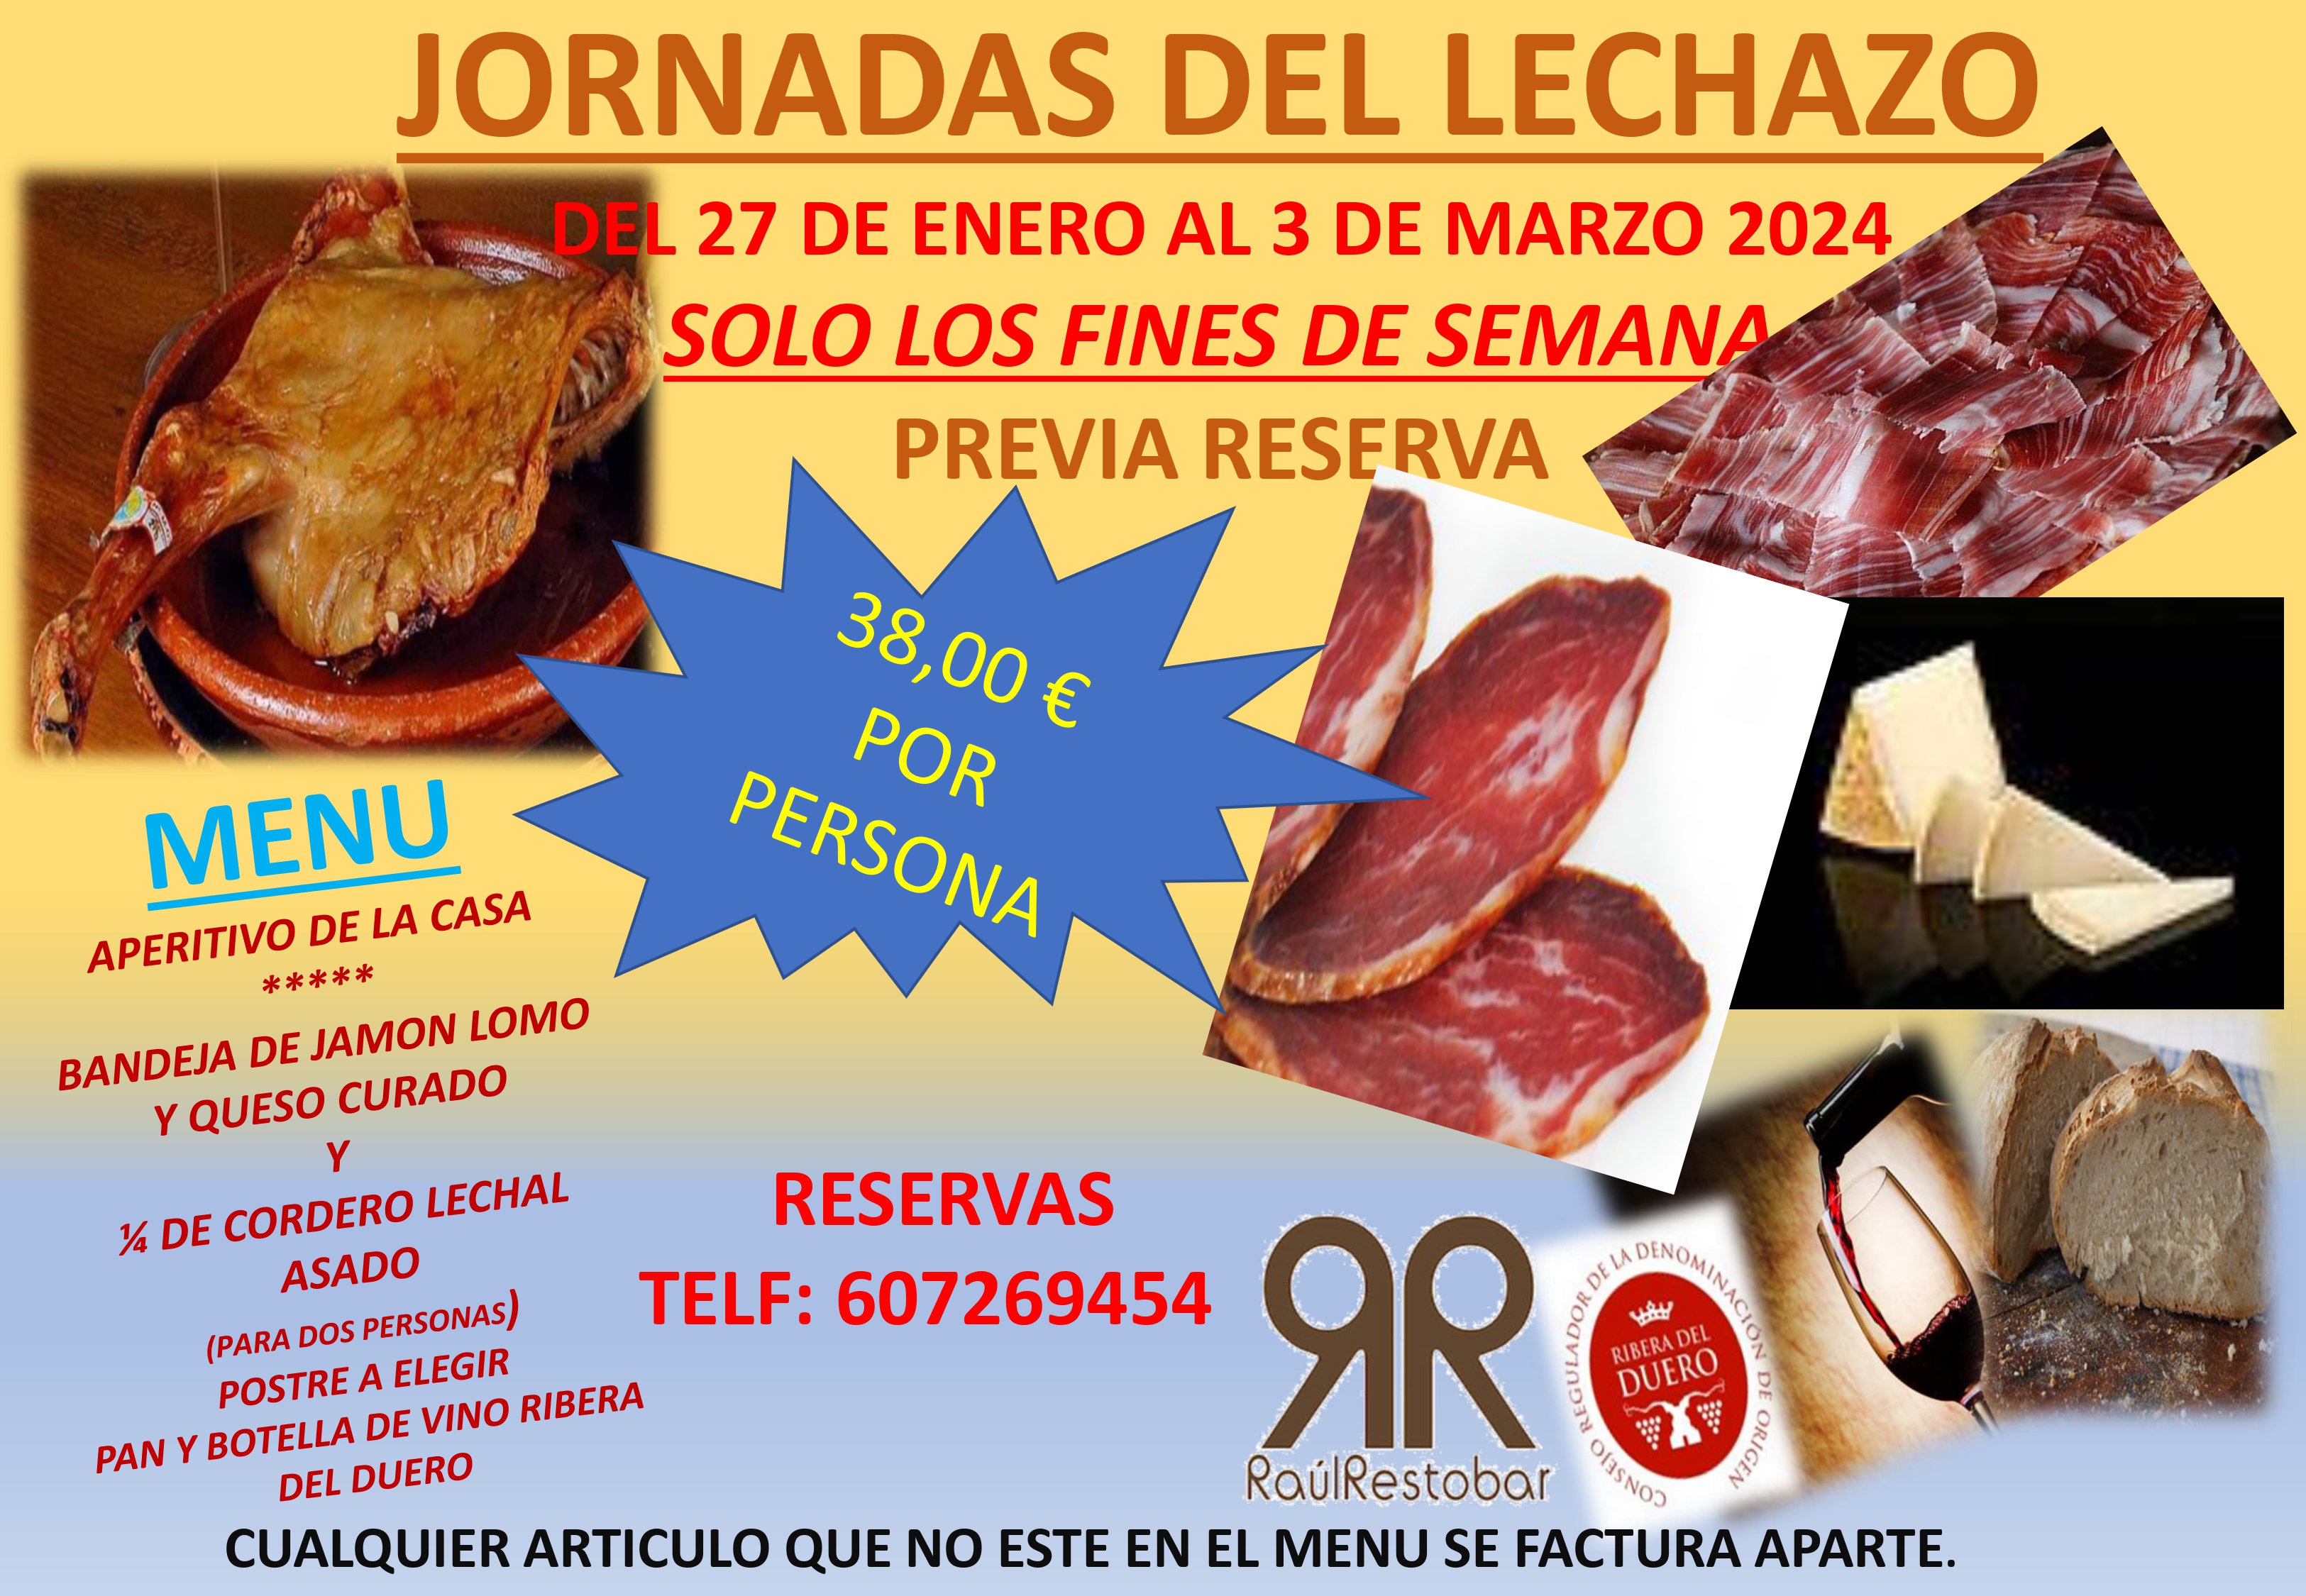 JORNADAS DEL LECHAZO
DEL 27 DE ENERO AL 3 DE MARZO 2024
SOLO LOS FINES DE SEMANA
PREVIA RESERVA
38,00 €
POR
PERSONA
MENU
APERITIVO DE LA CASA
*****
BANDEJA DE JAMON LOMO
Y QUESO CURADO
Y
¼ DE CORDERO LECHAL
ASADO
(PARA DOS PERSONAS)
POSTRE A ELEGIR
PAN Y BOTELLA DE VINO RIBERA
DEL DUERO
RESERVAS
TELF: 607269454
RaúlRestobar
CONSEJO REGULADOR DE LA DENOMINACIÓN DE ORIGEN
RIBERA DEL
DUERO
CUALQUIER ARTICULO QUE NO ESTE EN EL MENU SE FACTURA APARTE.